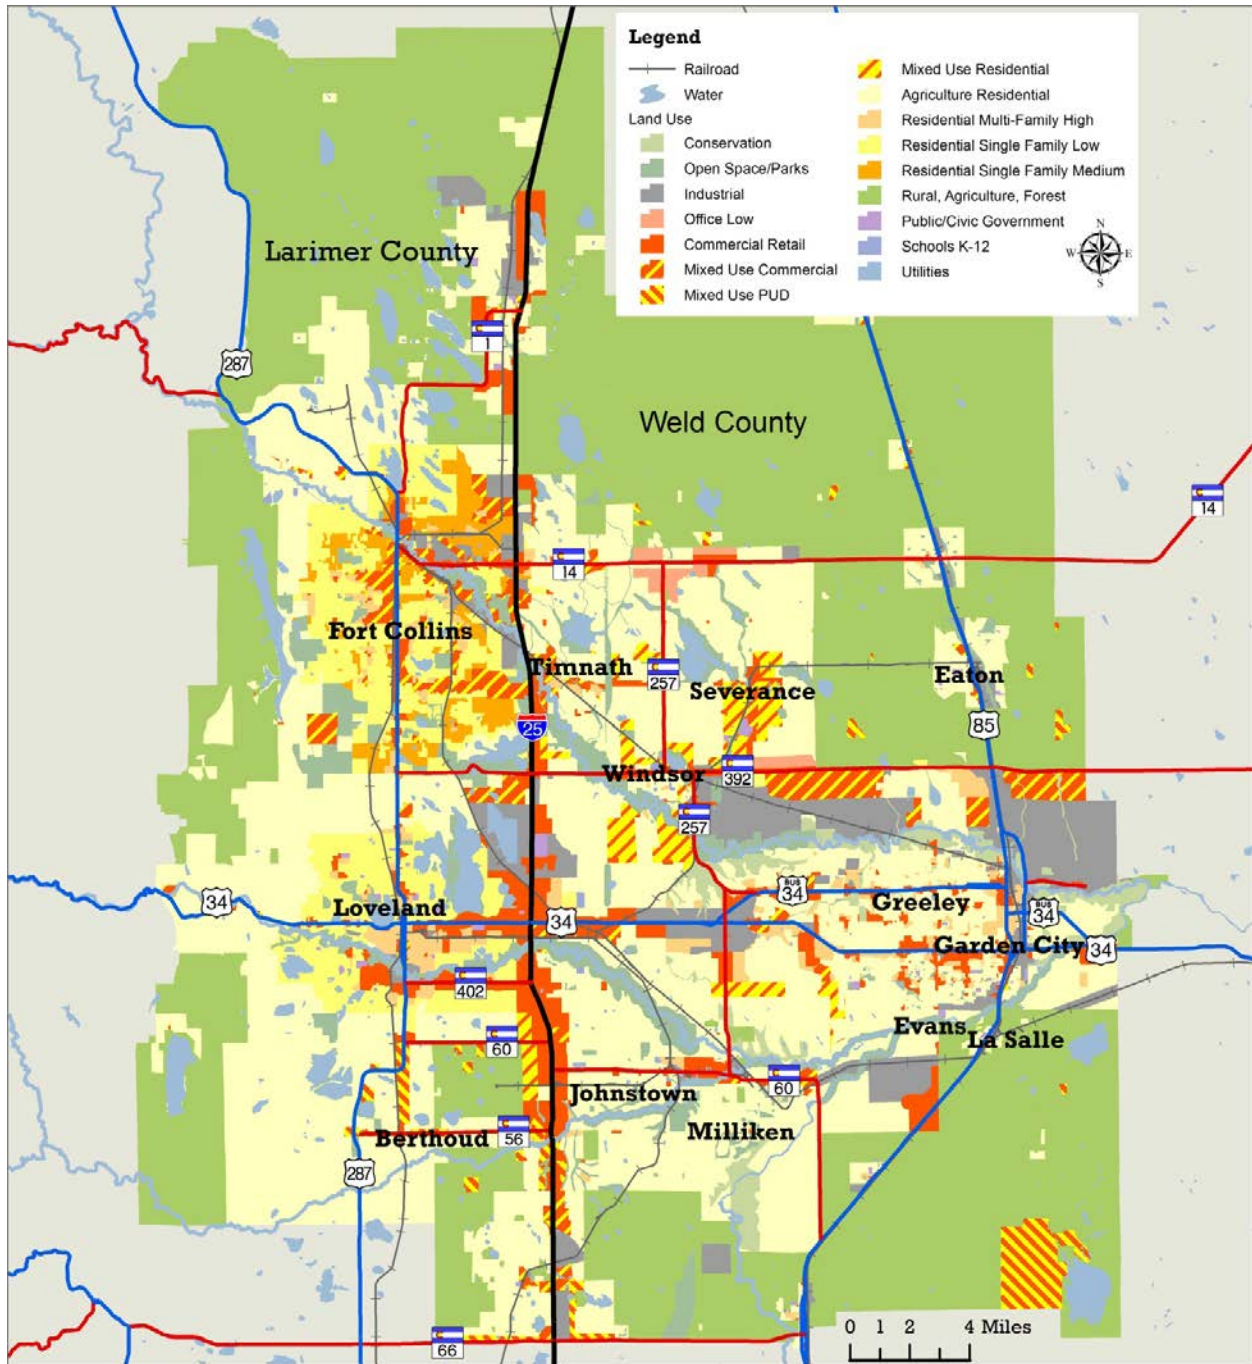 Legend
Railroad
Water
Land Use
Conservation
Open Space/Parks
Industrial
Office Low
Commercial Retail
Mixed Use Commercial
Mixed Use PUD
Mixed Use Residential
Agriculture Residential
Residential Multi-Family High
Residential Single Family Low
Residential Single Family Medium
Rural, Agriculture, Forest
Public/Civic Government
Schools K-12
Utilities
N
W E
S
Larimer County
1
287
Weld County
14
14
Fort Collins
Timnath
257
Severance
Eaton
25
85
Windsor
392
257
34
Loveland
34
BUS
34
Greeley
BUS
34
Garden City
34
402
Evans
La Salle
60
Johnstown
60
Milliken
Berthoud
56
287
66
0 1 2 4 Miles